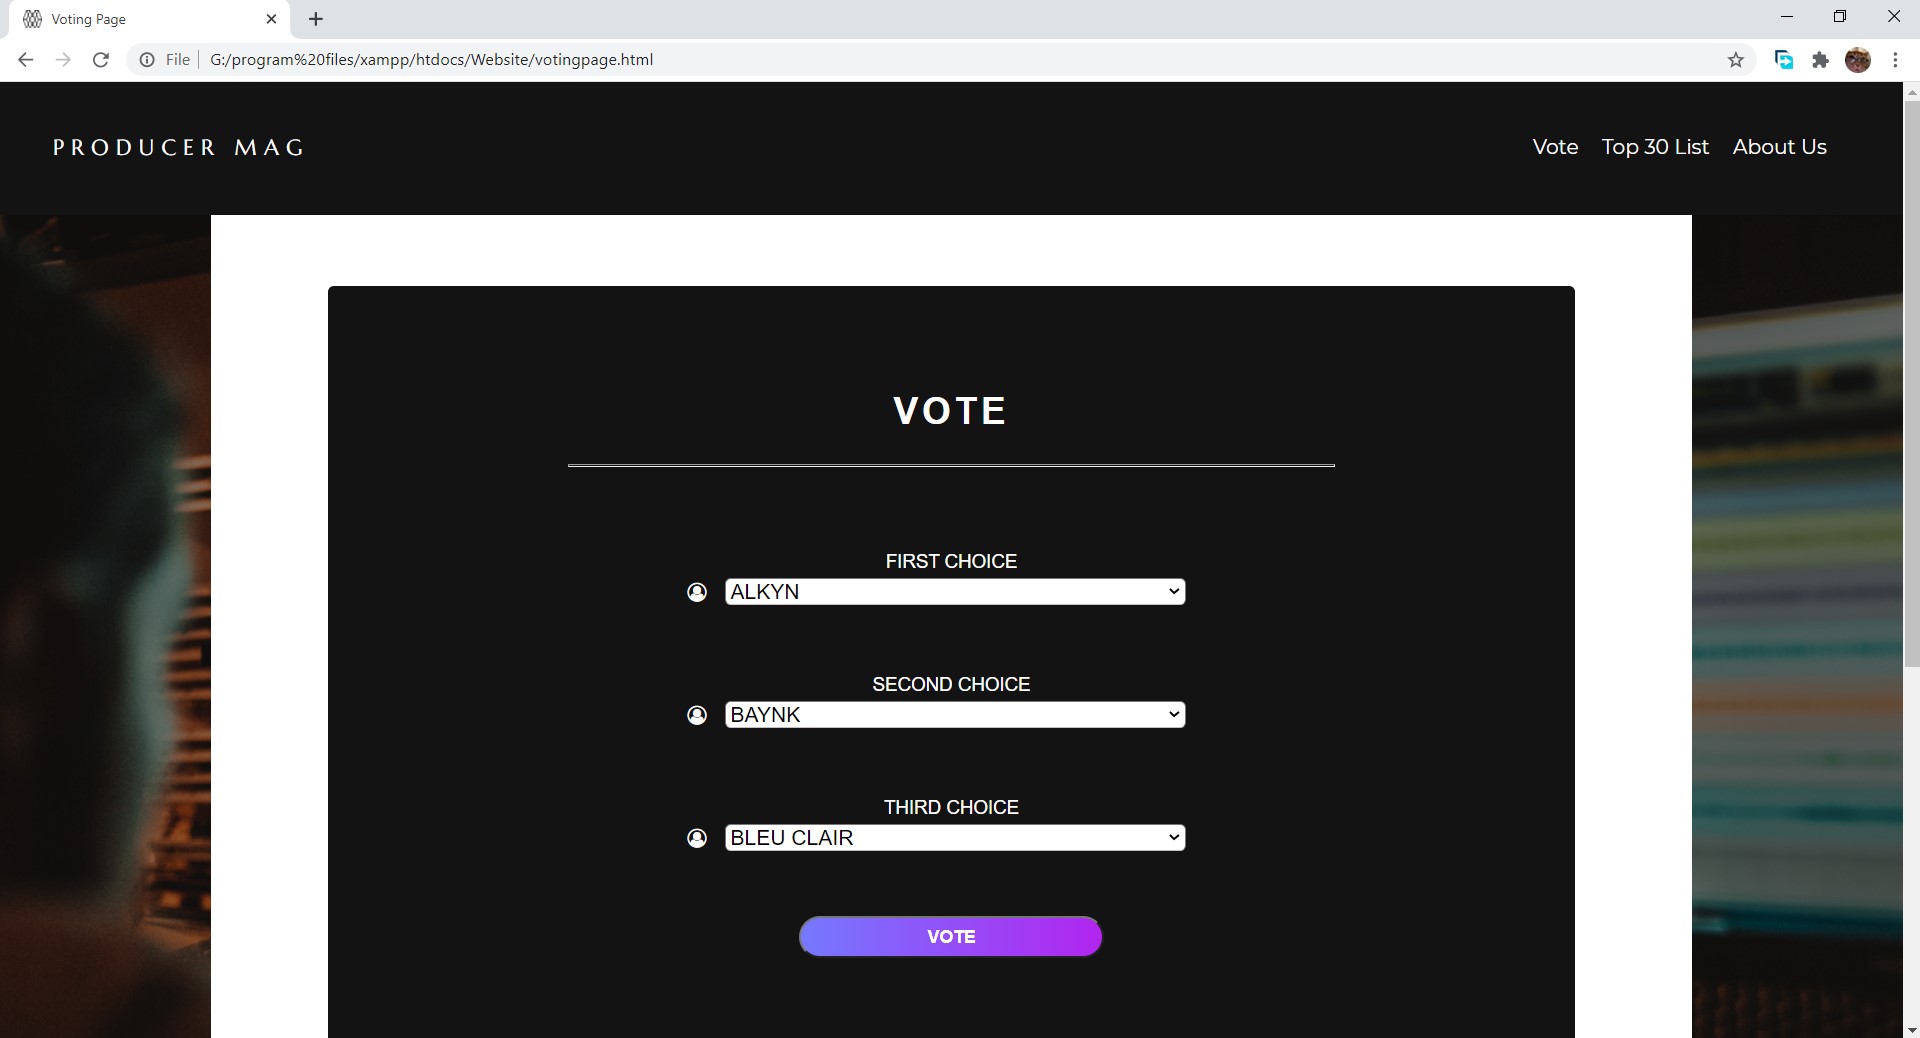 Voting Page
File G:/program%20files/xampp/htdocs/Website/votingpage.html
PRODUCER MAG
Vote Top 30 List About Us
VOTE
FIRST CHOICE
ALKYN
SECOND CHOICE
BAYNK
THIRD CHOICE
BLEU CLAIR
VOTE